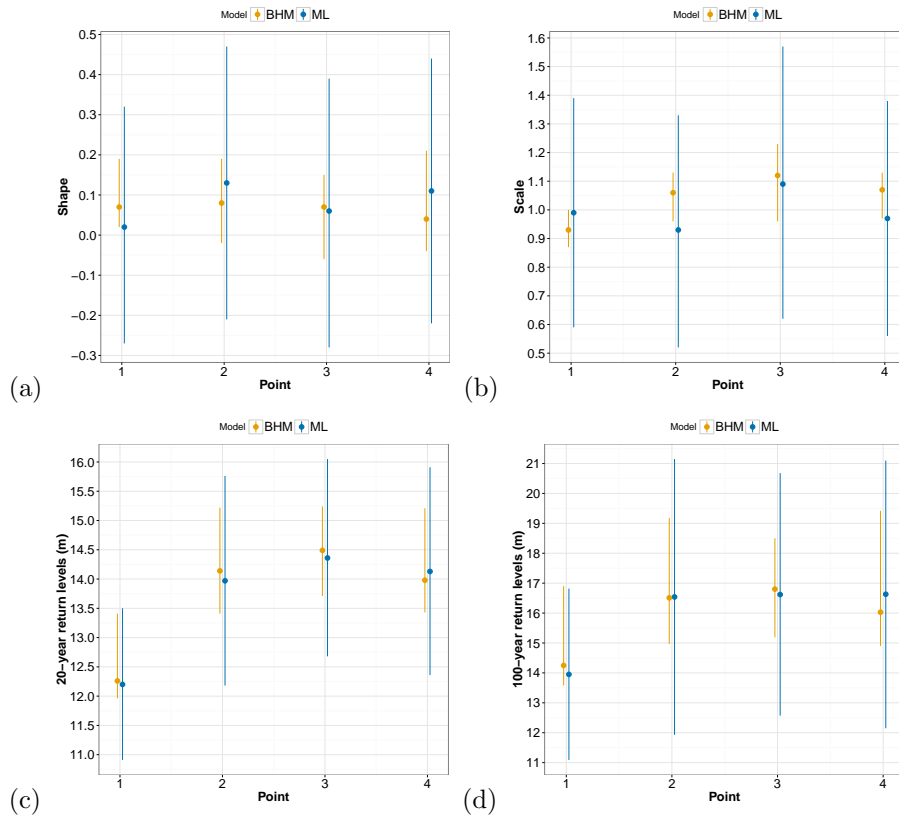 Model BHM ML
0.5
0.4
0.3
0.2
0.1
0.0
−0.1
−0.2
−0.3
Shape
1 2 3 4
Point
(a)
Model BHM ML
1.6
1.5
1.4
1.3
1.2
1.1
1.0
0.9
0.8
0.7
0.6
0.5
Scale
1 2 3 4
Point
(b)
Model BHM ML
16.0
15.5
15.0
14.5
14.0
13.5
13.0
12.5
12.0
11.5
11.0
20−year return levels (m)
1 2 3 4
Point
(c)
Model BHM ML
21
20
19
18
17
16
15
14
13
12
11
100−year return levels (m)
1 2 3 4
Point
(d)